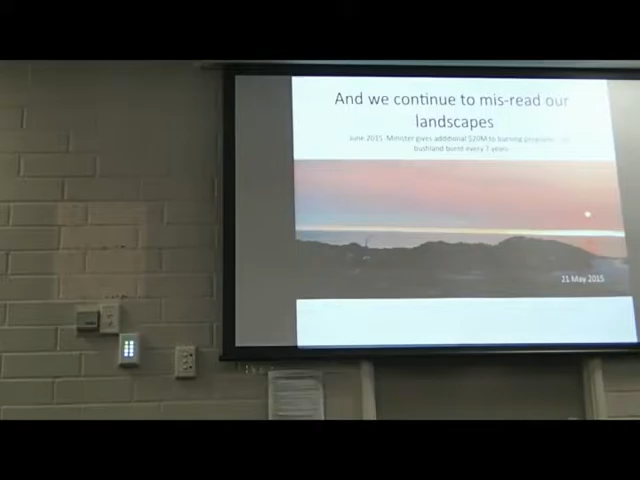 And we continue to mis-read our
landscapes
June 2015 Minister gives additional $20M to burning programs
bushland burnt every 7 years
21 May 2015